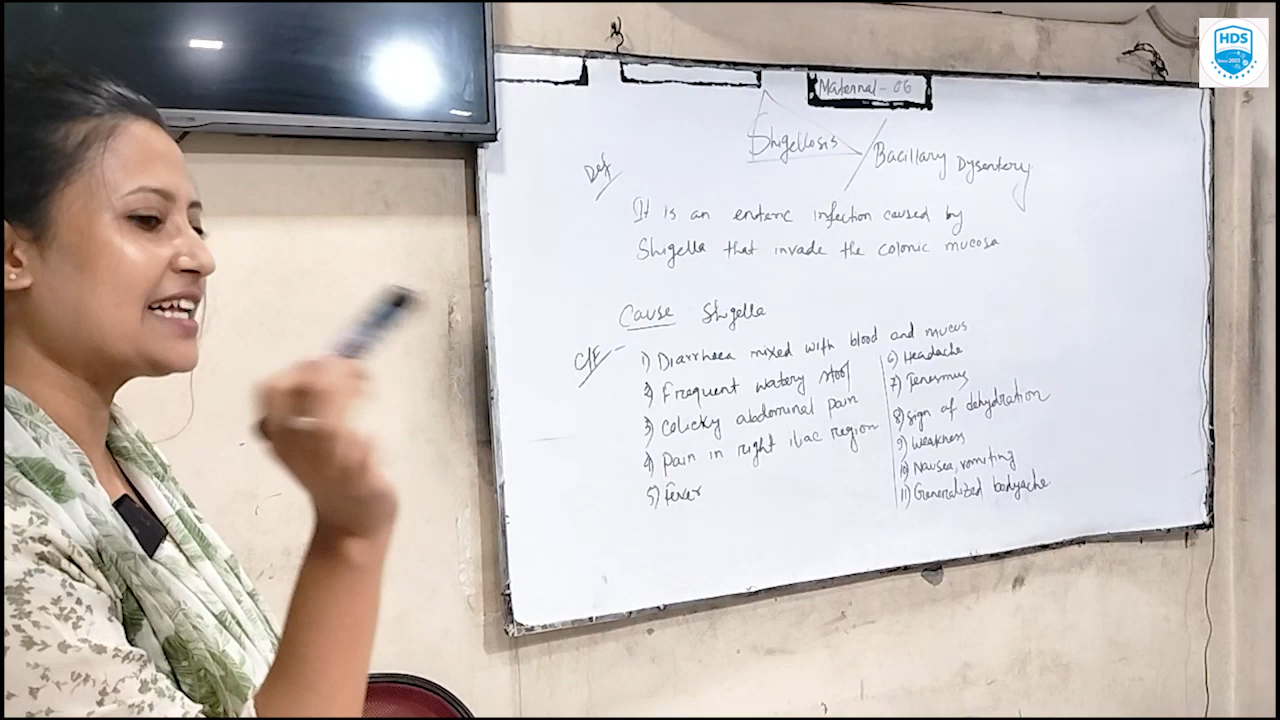 HDS
Since 2003
Maternal - 06
Shigellosis / Bacillary Dysentery
Def
It is an enteric infection caused by
Shigella that invade the colonic mucosa
Cause Shigella
C/F - 1) Diarrhoea mixed with blood and mucus
2) Frequent watery stool
3) Colicky abdominal pain
4) Pain in right iliac region
5) Fever
6) Headache
7) Tenesmus
8) Sign of dehydration
9) Weakness
10) Nausea, vomiting
11) Generalized bodyache